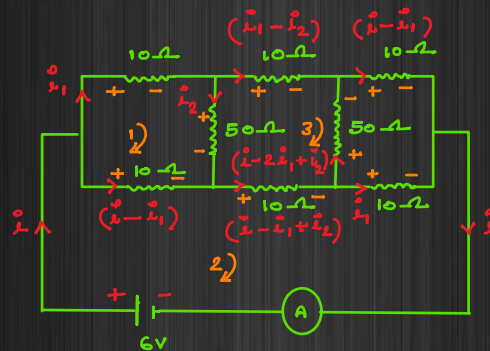 (i₁ - i₂) (i - i₁)
10Ω 10Ω 10Ω
i₁ + - i₂ + - + -
+ 50Ω 3) - 50Ω
1) - +
+ 10Ω - (i - 2i₁ + i₂) + -
+ 10Ω - i₁ 10Ω
(i - i₁) (i - i₁ + i₂)
i i
2)
+ - A
6V